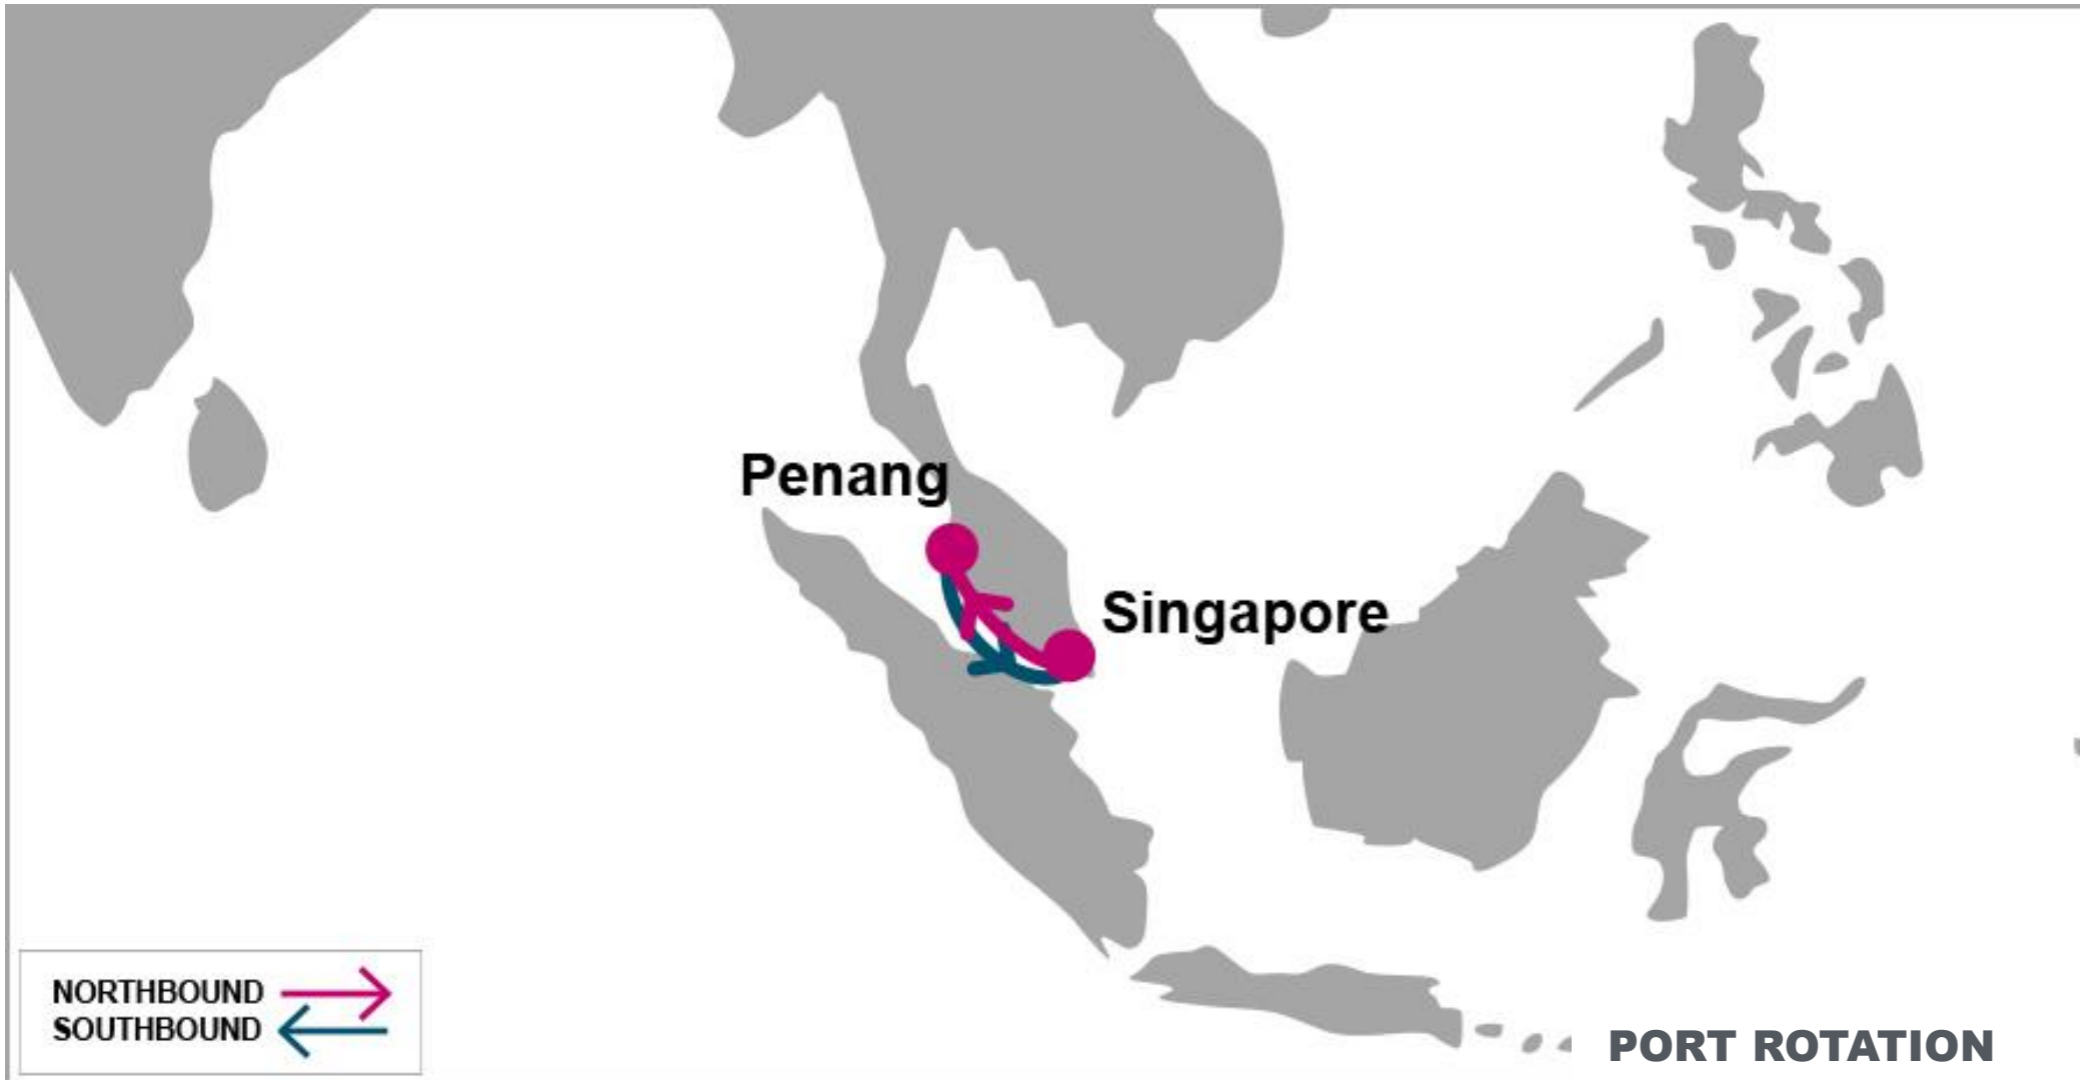 Penang
Singapore
NORTHBOUND
SOUTHBOUND
PORT ROTATION